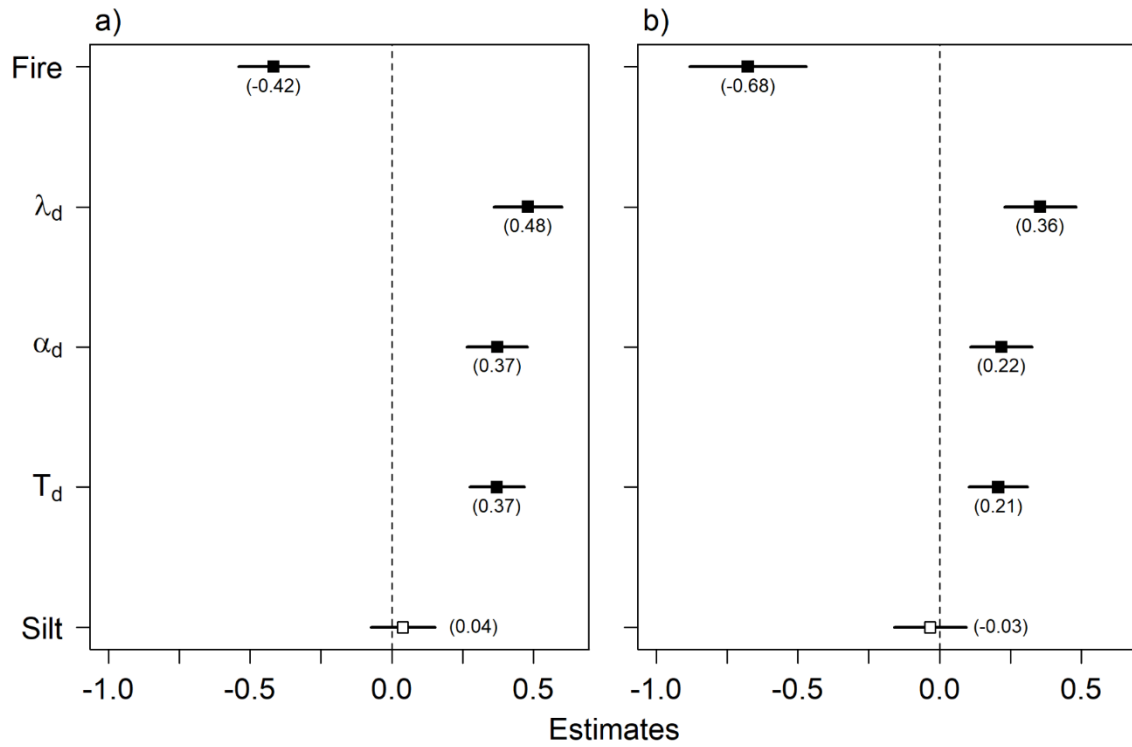 a) b)
Fire
(-0.42) (-0.68)
λd
(0.48) (0.36)
αd
(0.37) (0.22)
Td
(0.37) (0.21)
Silt (0.04) (-0.03)
-1.0 -0.5 0.0 0.5 -1.0 -0.5 0.0 0.5
Estimates